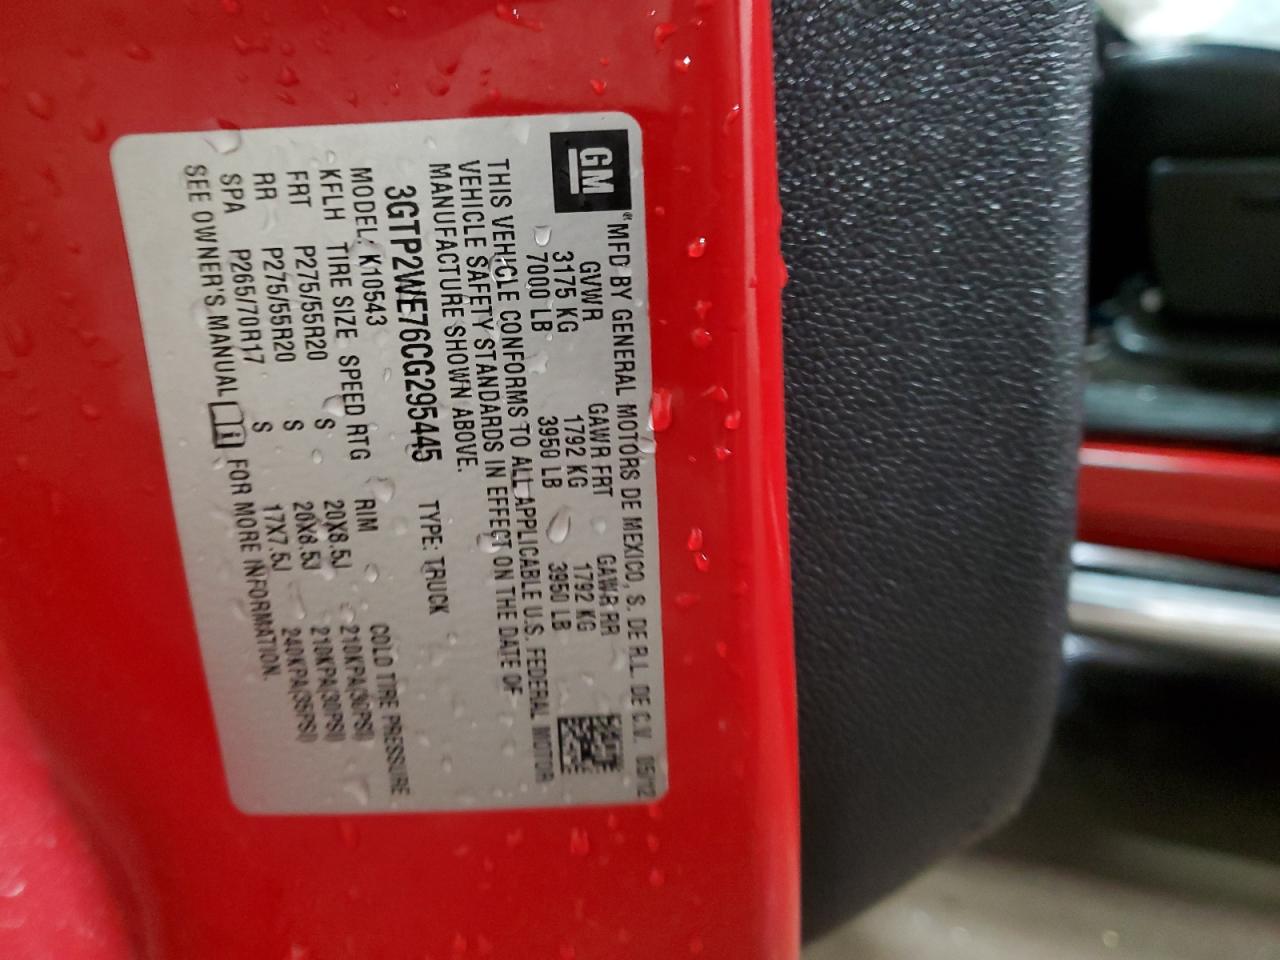 GM ® MFD BY GENERAL MOTORS DE MEXICO, S. DE R.L. DE C.V. 05/12
GVWR GAWR FRT GAWR RR
3175 KG 1792 KG 1792 KG
7000 LB 3950 LB 3950 LB
THIS VEHICLE CONFORMS TO ALL APPLICABLE U.S. FEDERAL MOTOR
VEHICLE SAFETY STANDARDS IN EFFECT ON THE DATE OF
MANUFACTURE SHOWN ABOVE.
3GTP2WE76CG295445 TYPE: TRUCK
MODEL: K10543
KFLH TIRE SIZE SPEED RTG RIM COLD TIRE PRESSURE
FRT P275/55R20 S 20X8.5J 210KPA(30PSI)
RR P275/55R20 S 20X8.5J 210KPA(30PSI)
SPA P265/70R17 S 17X7.5J 240KPA(35PSI)
SEE OWNER'S MANUAL i FOR MORE INFORMATION.